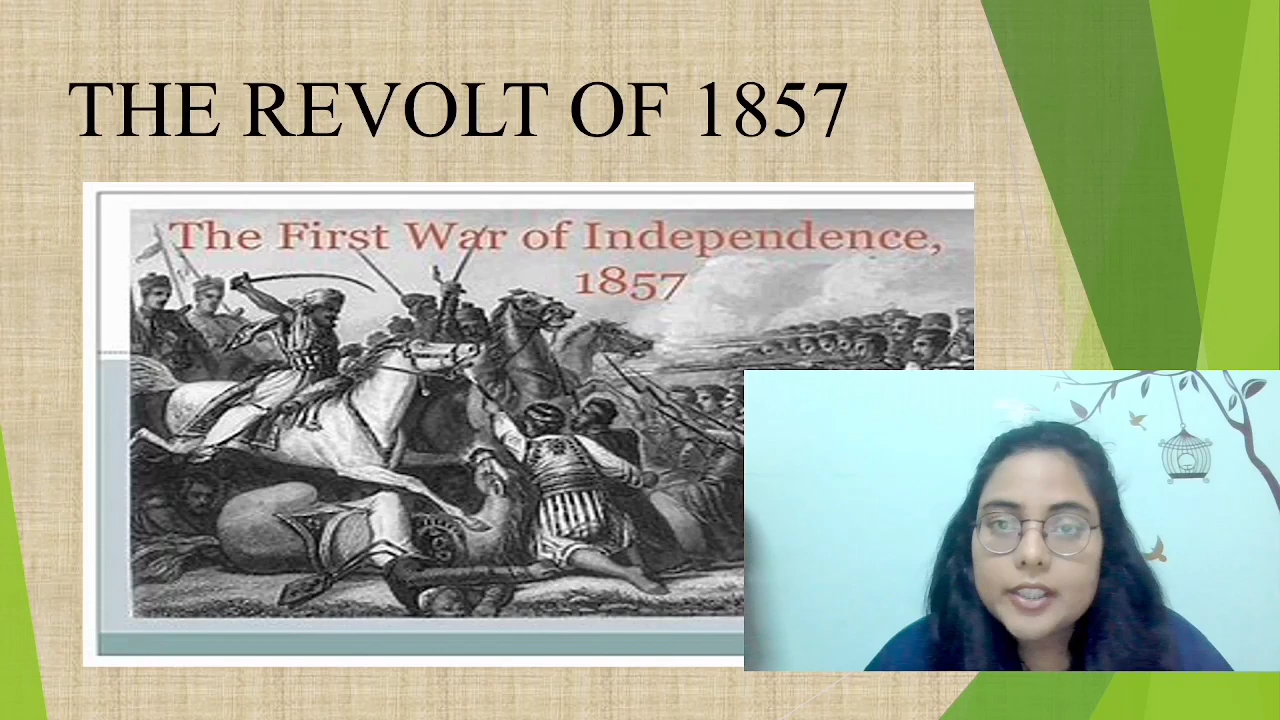 THE REVOLT OF 1857
The First War of Independence,
1857